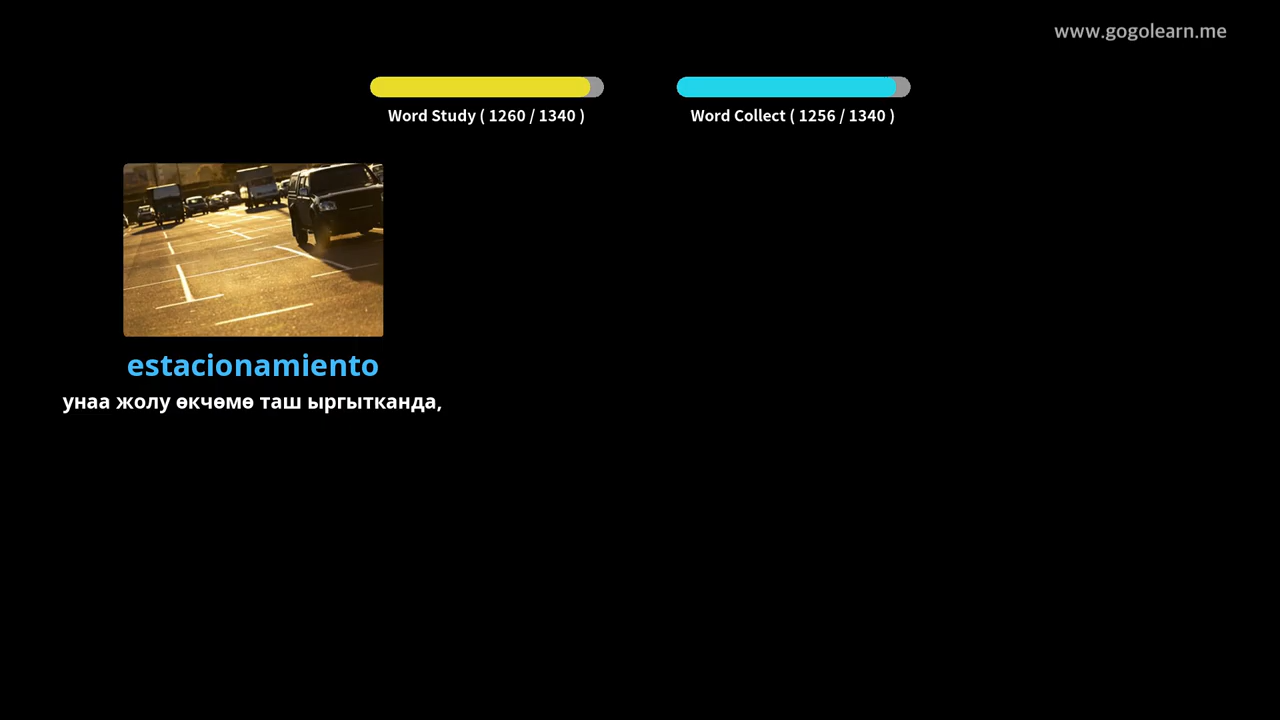 www.gogolearn.me
Word Study ( 1260 / 1340 )
Word Collect ( 1256 / 1340 )
estacionamiento
унаа жолу өкчөмө таш ыргытканда,